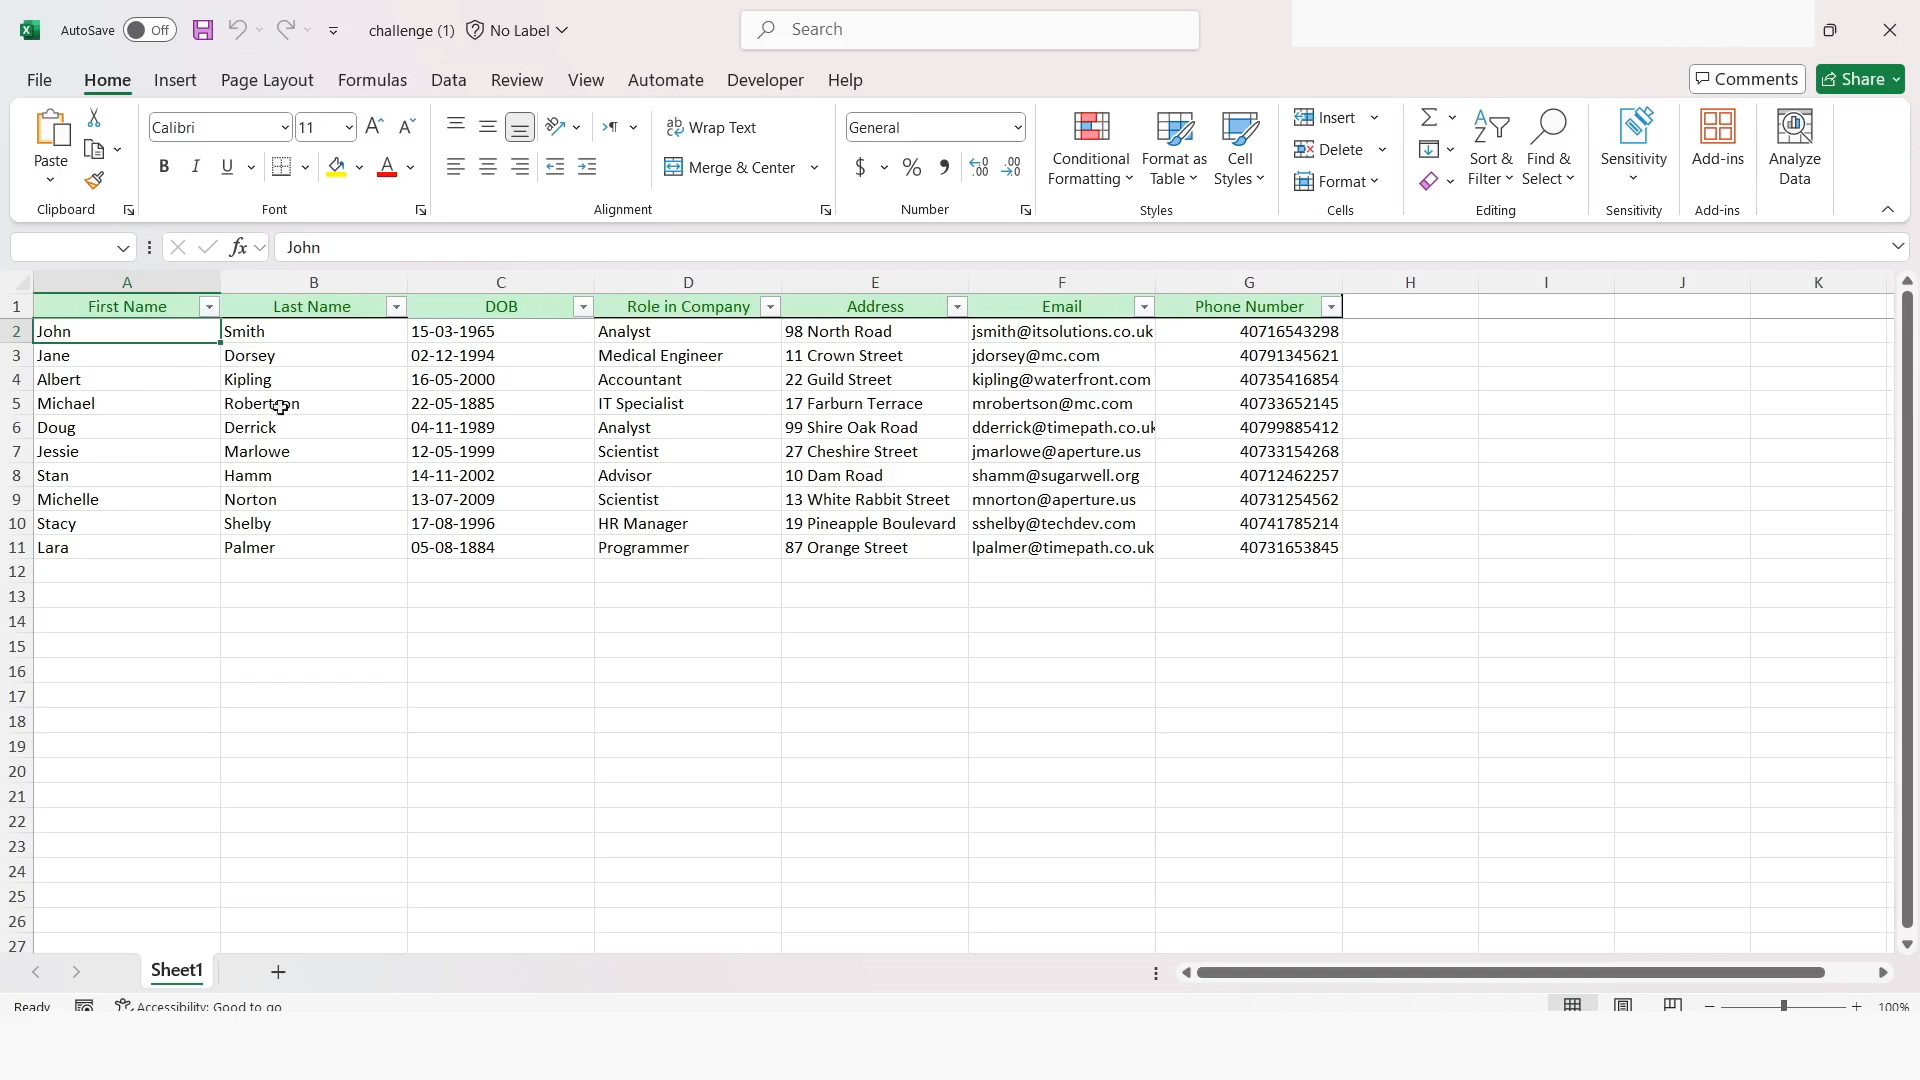 AutoSave Off challenge (1) No Label Search
File Home Insert Page Layout Formulas Data Review View Automate Developer Help Comments Share
Paste Calibri 11 Wrap Text General Conditional Formatting Format as Table Cell Styles Insert Sort & Filter Find & Select Sensitivity Add-ins Analyze Data
B I U Merge & Center $ % Delete
Format
Clipboard Font Alignment Number Styles Cells Editing Sensitivity Add-ins
fx John
A B C D E F G H I J K
1 First Name Last Name DOB Role in Company Address Email Phone Number
2 John Smith 15-03-1965 Analyst 98 North Road jsmith@itsolutions.co.uk 40716543298
3 Jane Dorsey 02-12-1994 Medical Engineer 11 Crown Street jdorsey@mc.com 40791345621
4 Albert Kipling 16-05-2000 Accountant 22 Guild Street kipling@waterfront.com 40735416854
5 Michael Robertson 22-05-1885 IT Specialist 17 Farburn Terrace mrobertson@mc.com 40733652145
6 Doug Derrick 04-11-1989 Analyst 99 Shire Oak Road dderrick@timepath.co.uk 40799885412
7 Jessie Marlowe 12-05-1999 Scientist 27 Cheshire Street jmarlowe@aperture.us 40733154268
8 Stan Hamm 14-11-2002 Advisor 10 Dam Road shamm@sugarwell.org 40712462257
9 Michelle Norton 13-07-2009 Scientist 13 White Rabbit Street mnorton@aperture.us 40731254562
10 Stacy Shelby 17-08-1996 HR Manager 19 Pineapple Boulevard sshelby@techdev.com 40741785214
11 Lara Palmer 05-08-1884 Programmer 87 Orange Street lpalmer@timepath.co.uk 40731653845
12
13
14
15
16
17
18
19
20
21
22
23
24
25
26
27
Sheet1
Ready Accessibility: Good to go 100%